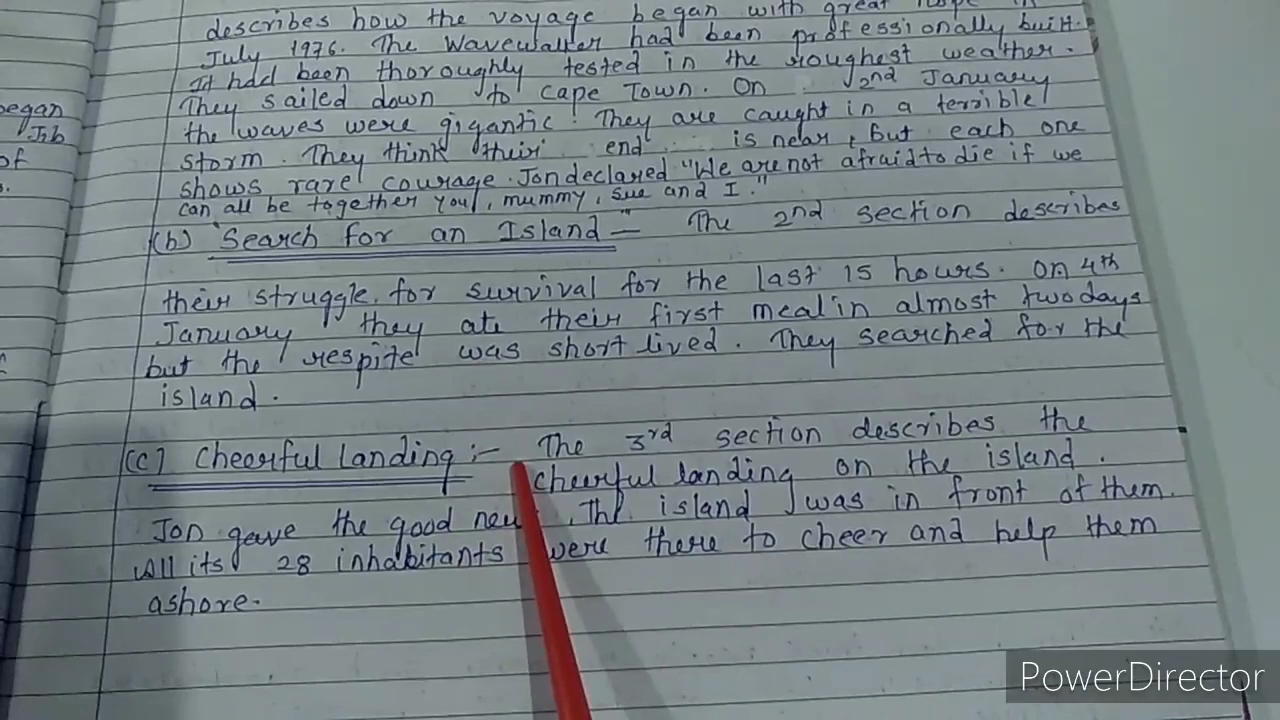 describes how the voyage began with great
July 1976. The Wavewalker had been professionally built.
It had been thoroughly tested in the roughest weather.
They sailed down to Cape Town. On 2nd January
the waves were gigantic. They are caught in a terrible
storm. They think their end is near, but each one
shows rare courage. Jon declared "We are not afraid to die if we
can all be together you, mummy, Sue and I."
(b) "Search for an Island" - The 2nd section describes
their struggle for survival for the last 15 hours. On 4th
January they ate their first meal in almost two days
but the respite was short lived. They searched for the
island.
(c) Cheerful Landing :- The 3rd section describes the
cheerful landing on the island.
Jon gave the good . The island was in front of them.
All its 28 inhabitants were there to cheer and help them
ashore.
began
Job
of
PowerDirector